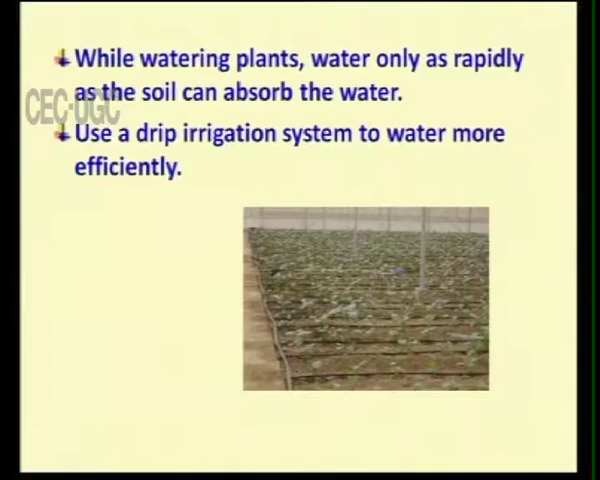 While watering plants, water only as rapidly
as the soil can absorb the water.
CEC-UGC
Use a drip irrigation system to water more
efficiently.